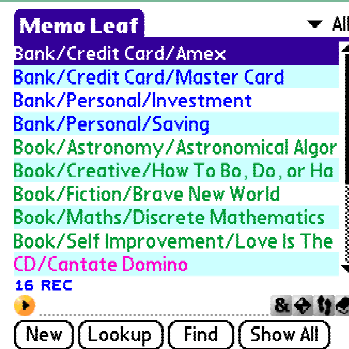 Memo Leaf
All
Bank/Credit Card/Amex
Bank/Credit Card/Master Card
Bank/Personal/Investment
Bank/Personal/Saving
Book/Astronomy/Astronomical Algor
Book/Creative/How To Bo, Do, or Ha
Book/Fiction/Brave New World
Book/Maths/Discrete Mathematics
Book/Self Improvement/Love Is The
CD/Cantate Domino
16 REC
&
New Lookup Find Show All